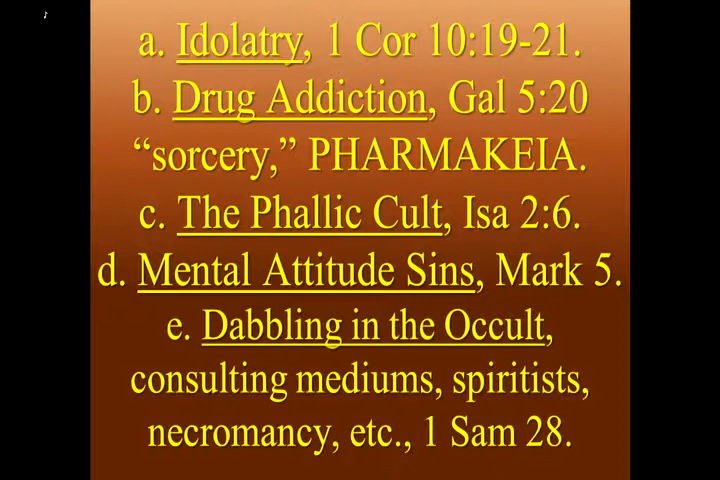 a. Idolatry, 1 Cor 10:19-21.
b. Drug Addiction, Gal 5:20
“sorcery,” PHARMAKEIA.
c. The Phallic Cult, Isa 2:6.
d. Mental Attitude Sins, Mark 5.
e. Dabbling in the Occult,
consulting mediums, spiritists,
necromancy, etc., 1 Sam 28.